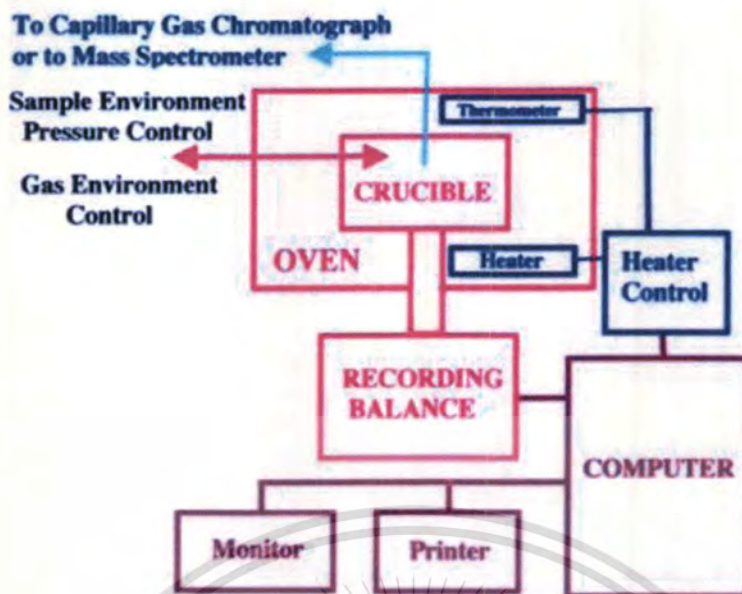 To Capillary Gas Chromatograph
or to Mass Spectrometer
Sample Environment
Pressure Control
Gas Environment
Control
Thermometer
CRUCIBLE
OVEN
Heater
Heater
Control
RECORDING
BALANCE
COMPUTER
Monitor
Printer